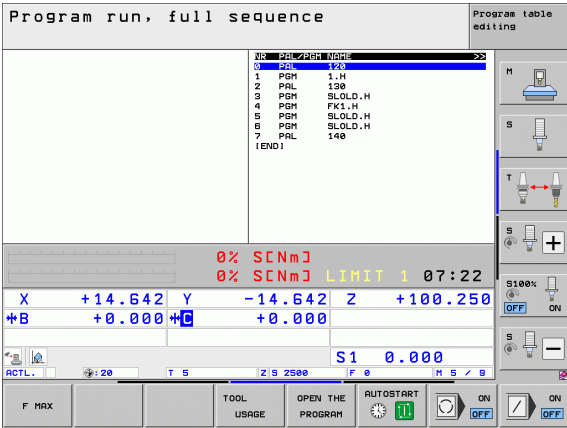 Program run, full sequence
Program table
editing
NR PAL/PGM NAME >>
0 PAL 120
1 PGM 1.H
2 PAL 130
3 PGM SLOLD.H
4 PGM FK1.H
5 PGM SLOLD.H
6 PGM SLOLD.H
7 PAL 140
[END]
M
S
T
S
S100%
OFF ON
S
0% S[Nm]
0% S[Nm] LIMIT 1 07:22
X +14.642 Y -14.642 Z +100.250
B +0.000 C +0.000
S1 0.000
ACTL. :20 T 5 Z S 2500 F 0 M 5 / 9
F MAX
TOOL
USAGE
OPEN THE
PROGRAM
AUTOSTART
ON
OFF
ON
OFF